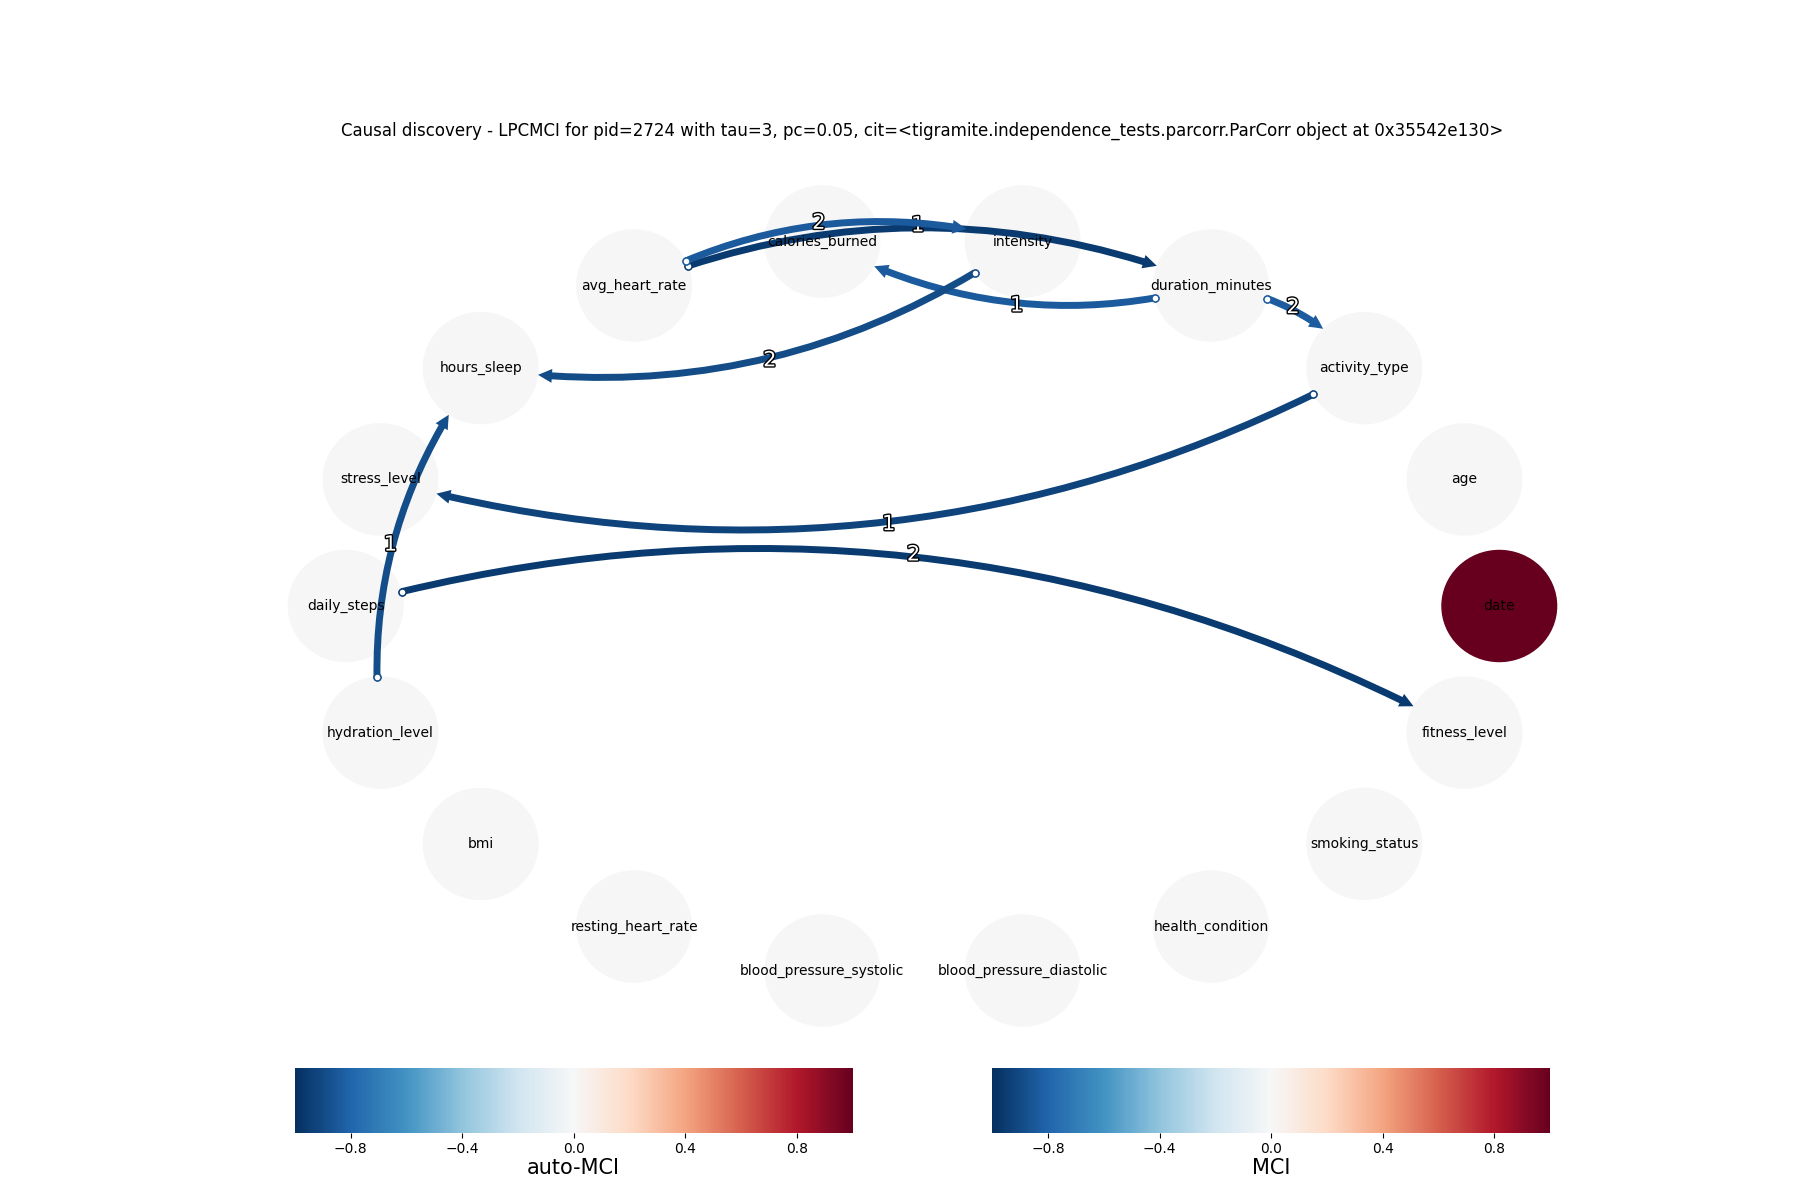 Causal discovery - LPCMCI for pid=2724 with tau=3, pc=0.05, cit=<tigramite.independence_tests.parcorr.ParCorr object at 0x35542e130>
2
1
calories_burned
intensity
avg_heart_rate
duration_minutes
1
2
2
hours_sleep
activity_type
stress_level
age
1
1
2
daily_steps
date
hydration_level
fitness_level
bmi
smoking_status
resting_heart_rate
health_condition
blood_pressure_systolic
blood_pressure_diastolic
−0.8
−0.4
0.0
0.4
0.8
auto-MCI
−0.8
−0.4
0.0
0.4
0.8
MCI